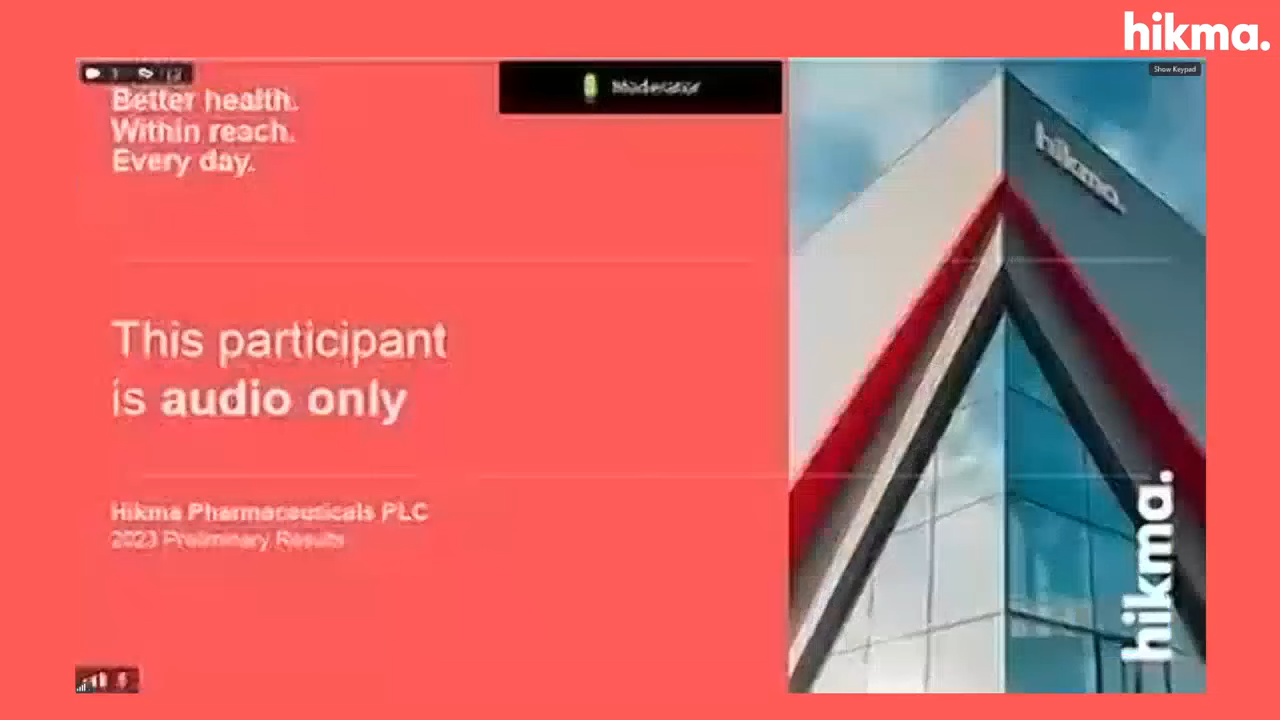 hikma.
Show Keypad
Moderator
Better health.
Within reach.
Every day.
hikma.
This participant
is audio only
Hikma Pharmaceuticals PLC
2023 Preliminary Results
hikma.